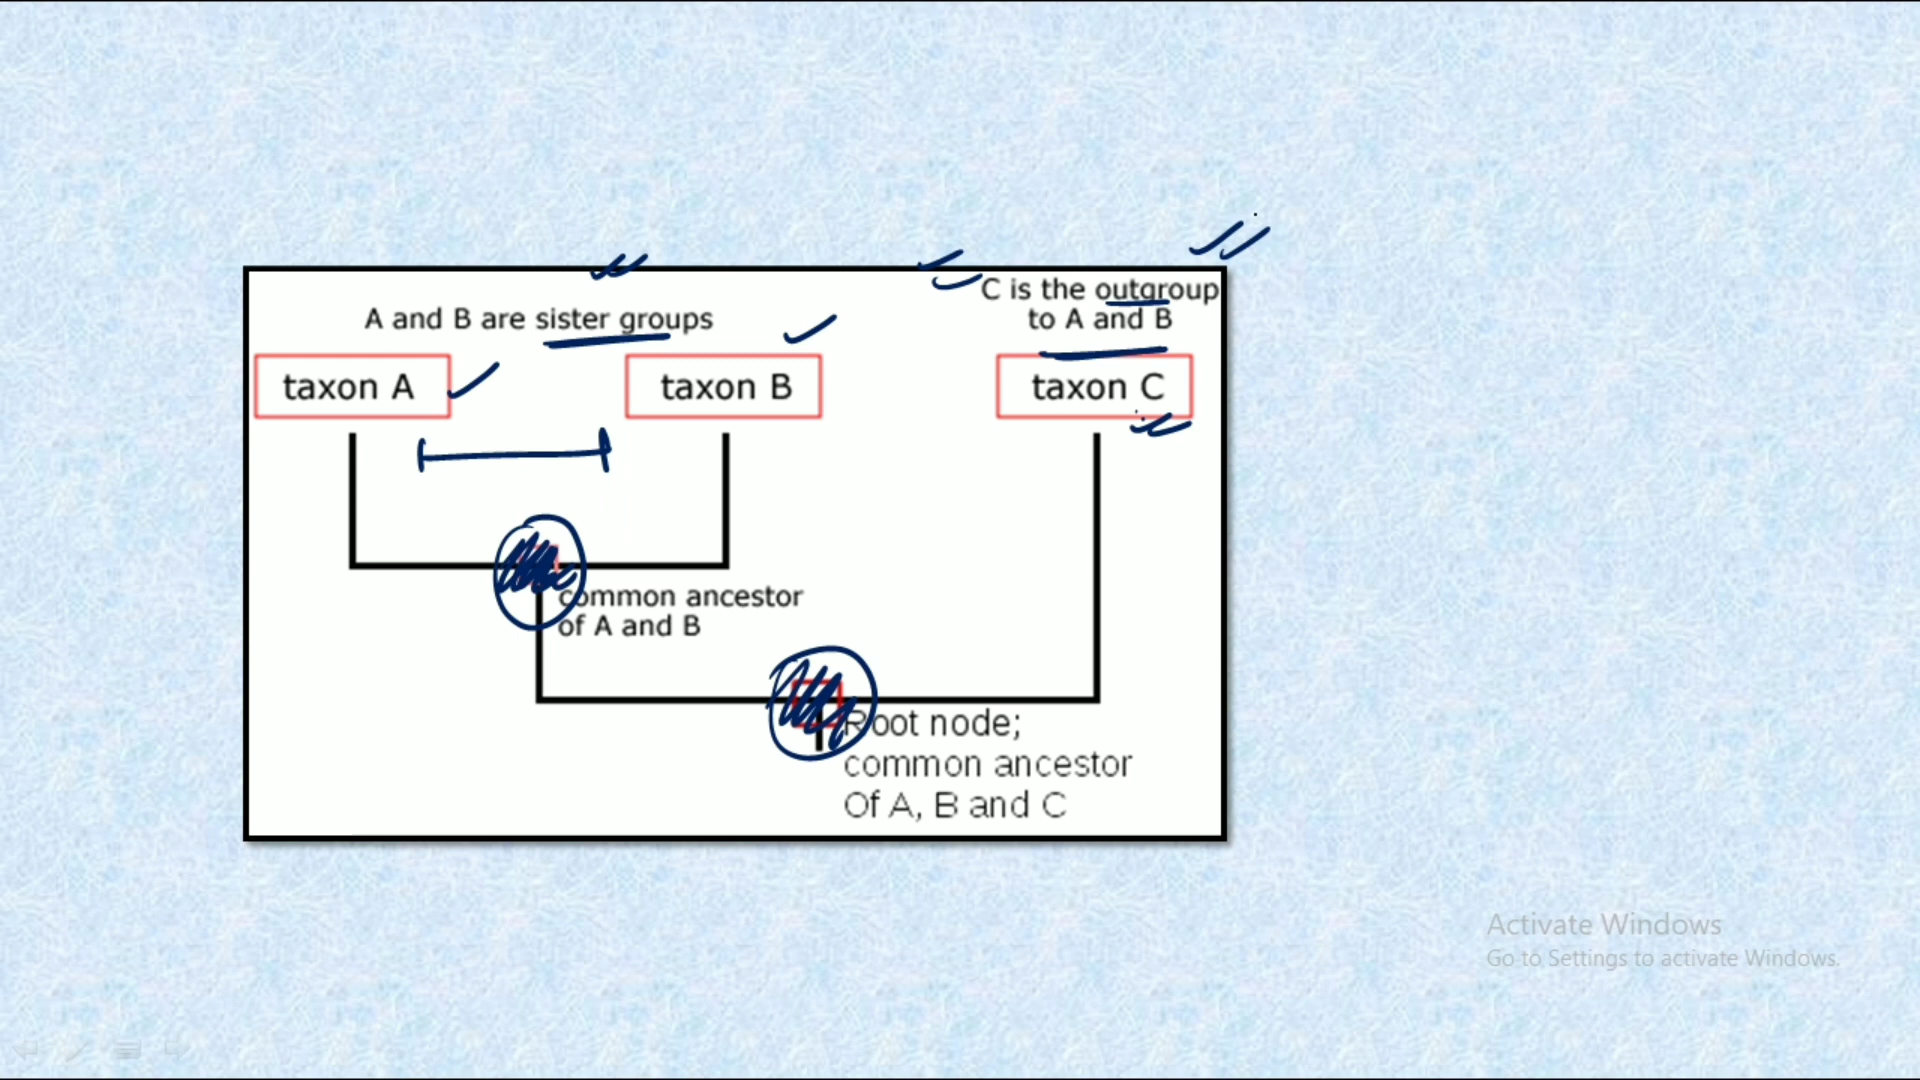 C is the outgroup
to A and B
A and B are sister groups
taxon A
taxon B
taxon C
common ancestor
of A and B
Root node;
common ancestor
Of A, B and C
Activate Windows
Go to Settings to activate Windows.